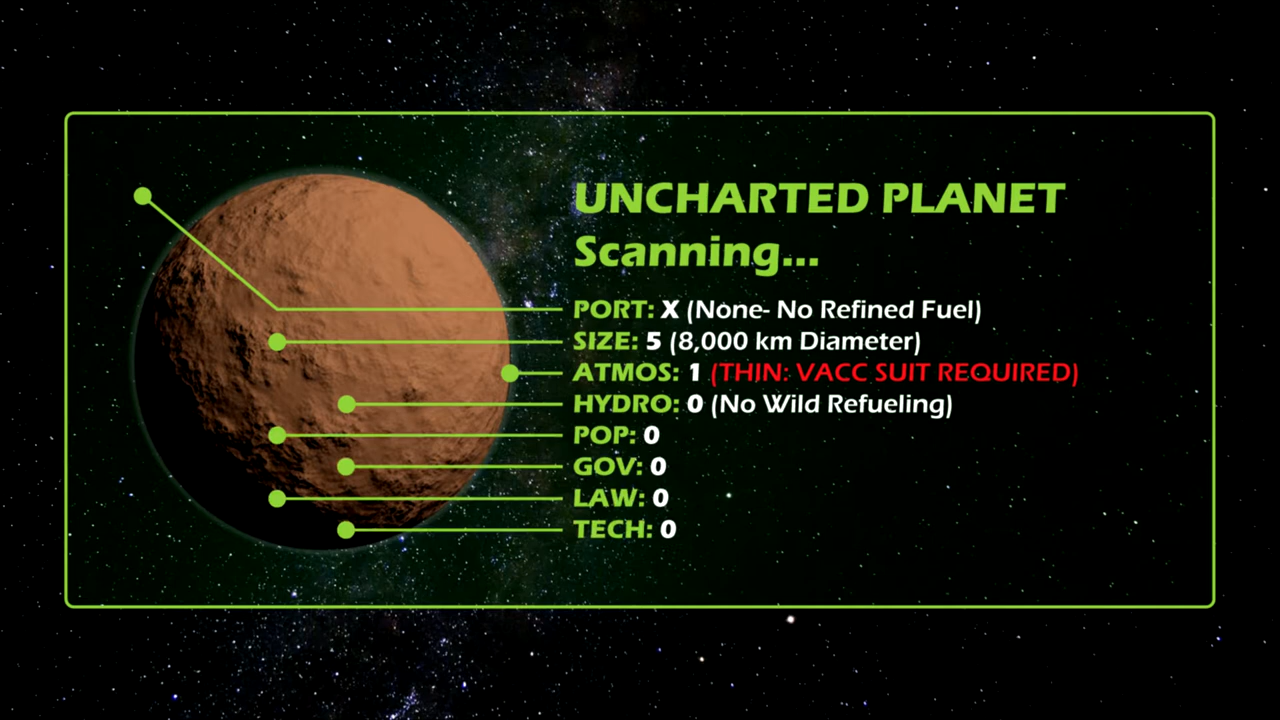 UNCHARTED PLANET
Scanning...
PORT: X (None- No Refined Fuel)
SIZE: 5 (8,000 km Diameter)
ATMOS: 1 (THIN: VACC SUIT REQUIRED)
HYDRO: 0 (No Wild Refueling)
POP: 0
GOV: 0
LAW: 0
TECH: 0